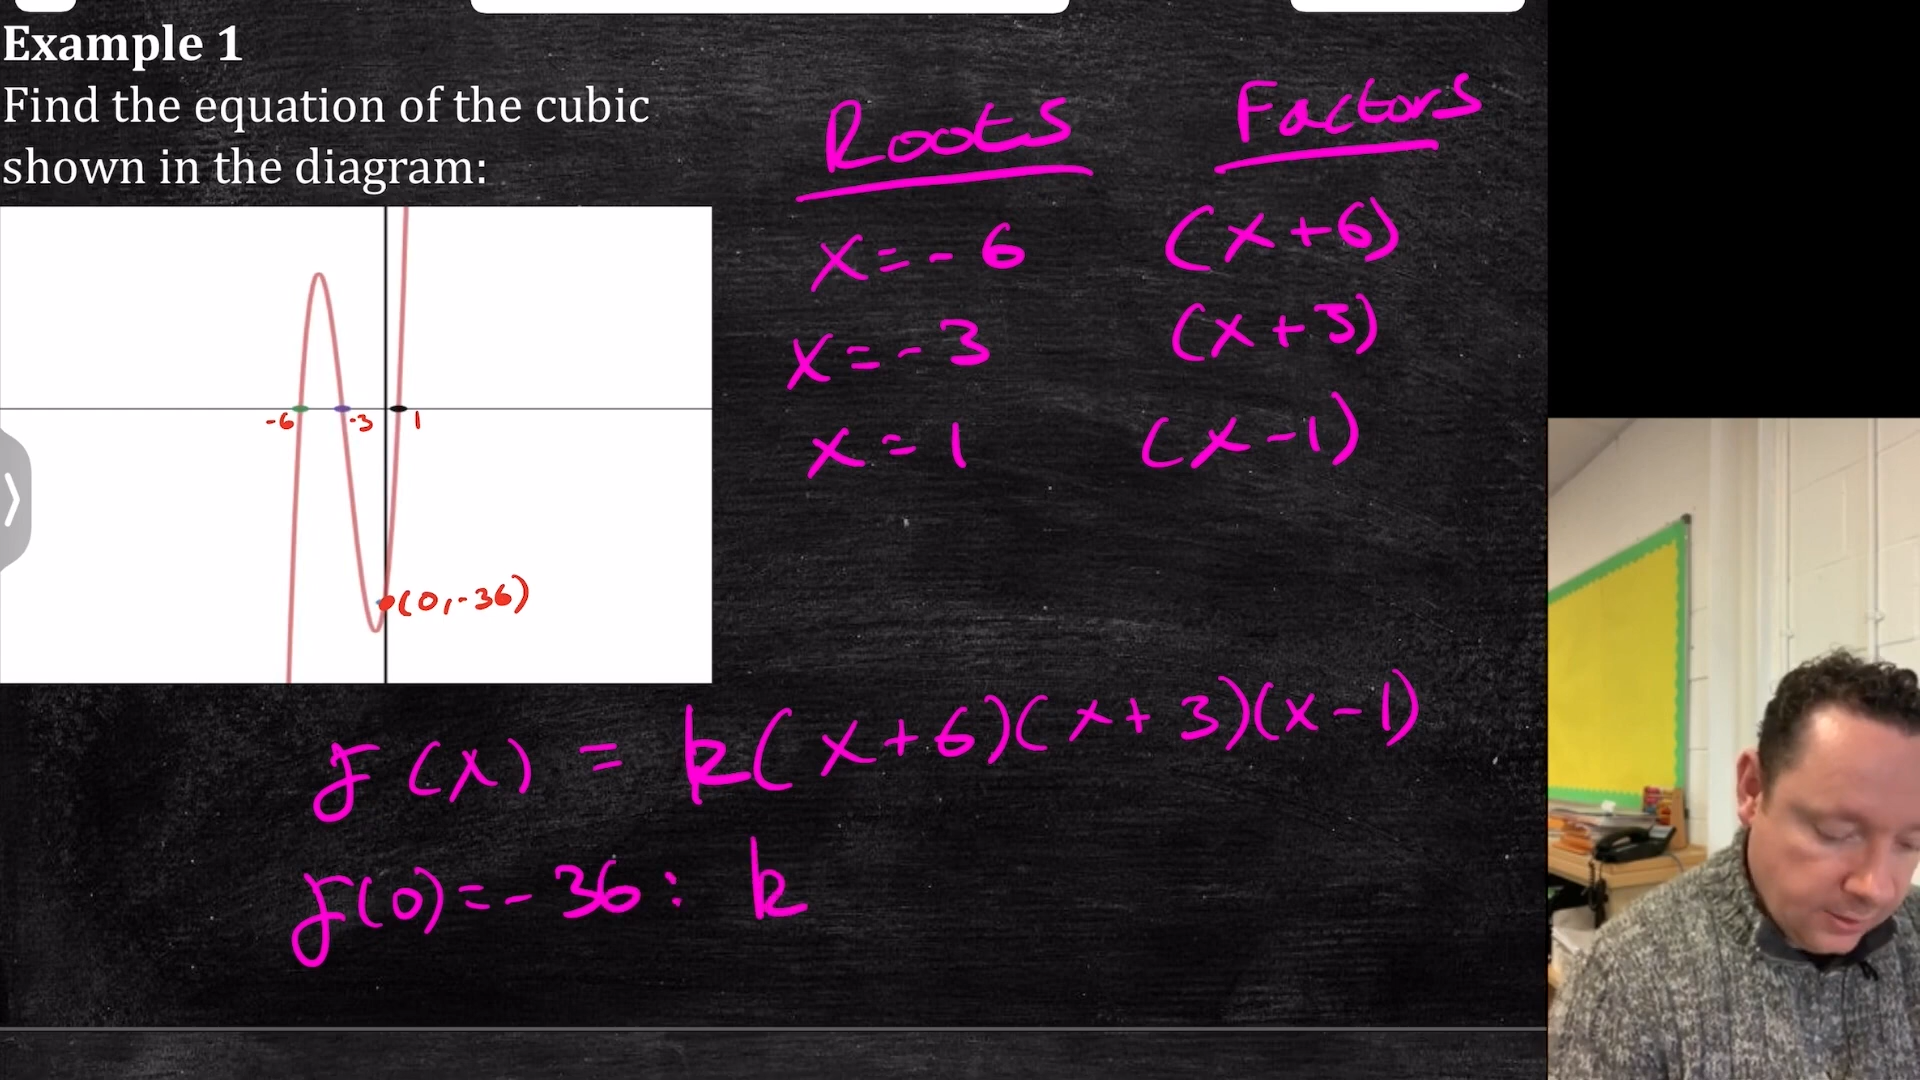 Example 1
Find the equation of the cubic
shown in the diagram:
-6
-3
1
(0,-36)
Roots
Factors
x=-6
(x+6)
x=-3
(x+3)
x=1
(x-1)
f(x) = k(x+6)(x+3)(x-1)
f(0)=-36: k